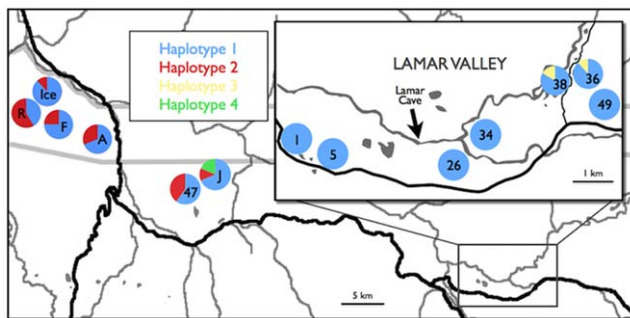 Haplotype 1
Haplotype 2
Haplotype 3
Haplotype 4
Ice
R
F
A
47
J
LAMAR VALLEY
Lamar
Cave
1
5
26
34
38
36
49
1 km
5 km